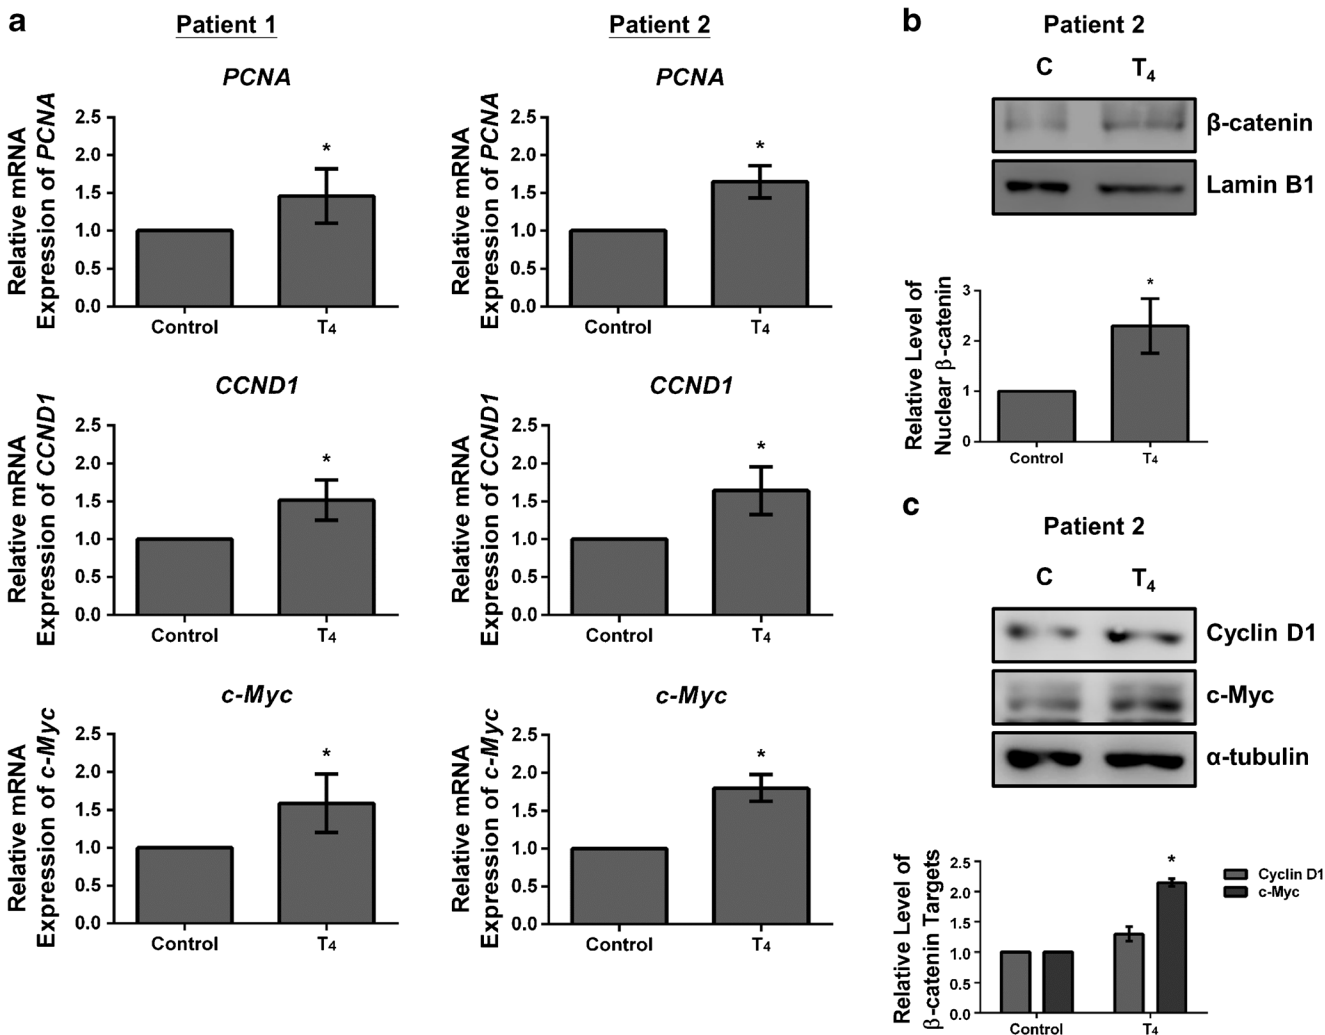 a
Patient 1
Patient 2
PCNA
Relative mRNA
Expression of PCNA
2.5
2.0
1.5
1.0
0.5
0.0
Control
T4
*
PCNA
Relative mRNA
Expression of PCNA
2.5
2.0
1.5
1.0
0.5
0.0
Control
T4
*
CCND1
Relative mRNA
Expression of CCND1
2.5
2.0
1.5
1.0
0.5
0.0
Control
T4
*
CCND1
Relative mRNA
Expression of CCND1
2.5
2.0
1.5
1.0
0.5
0.0
Control
T4
*
c-Myc
Relative mRNA
Expression of c-Myc
2.5
2.0
1.5
1.0
0.5
0.0
Control
T4
*
c-Myc
Relative mRNA
Expression of c-Myc
2.5
2.0
1.5
1.0
0.5
0.0
Control
T4
*
b
Patient 2
C
T4
β-catenin
Lamin B1
Relative Level of
Nuclear β-catenin
3
2
1
0
Control
T4
*
c
Patient 2
C
T4
Cyclin D1
c-Myc
α-tubulin
Relative Level of
β-catenin Targets
2.5
2.0
1.5
1.0
0.5
0.0
Control
T4
*
Cyclin D1
c-Myc